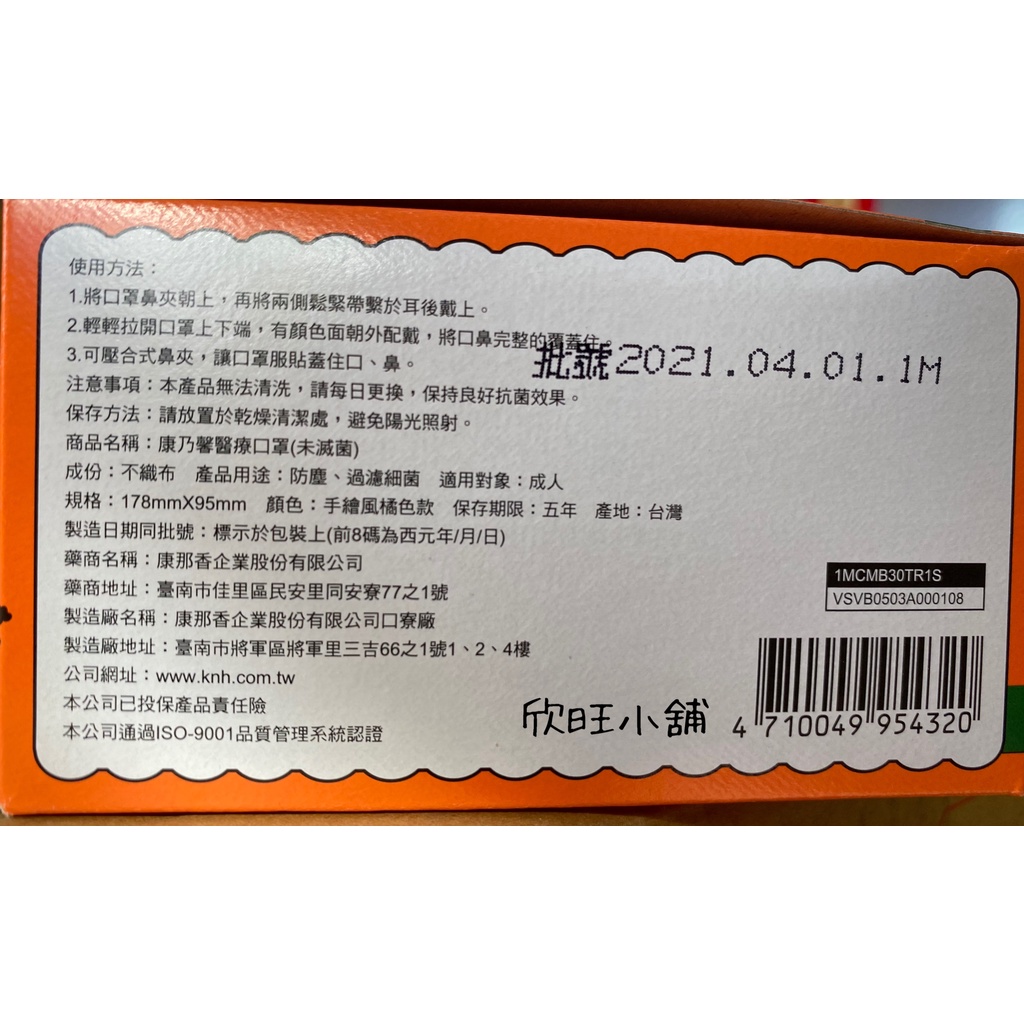 使用方法：
1.將口罩鼻夾朝上，再將兩側鬆緊帶繫於耳後戴上。
2.輕輕拉開口罩上下端，有顏色面朝外配戴，將口鼻完整的覆蓋住。
3.可壓合式鼻夾，讓口罩服貼蓋住口、鼻。
批號2021.04.01.1M
注意事項：本產品無法清洗，請每日更換，保持良好抗菌效果。
保存方法：請放置於乾燥清潔處，避免陽光照射。
商品名稱：康乃馨醫療口罩(未滅菌)
成份：不織布 產品用途：防塵、過濾細菌 適用對象：成人
規格：178mmX95mm 顏色：手繪風橘色款 保存期限：五年 產地：台灣
製造日期同批號：標示於包裝上(前8碼為西元年/月/日)
藥商名稱：康那香企業股份有限公司
藥商地址：臺南市佳里區民安里同安寮77之1號
製造廠名稱：康那香企業股份有限公司口寮廠
製造廠地址：臺南市將軍區將軍里三吉66之1號1、2、4樓
公司網址：www.knh.com.tw
本公司已投保產品責任險
本公司通過ISO-9001品質管理系統認證
1MCMB30TR1S
VSVB0503A000108
欣旺小舖
4 710049 954320